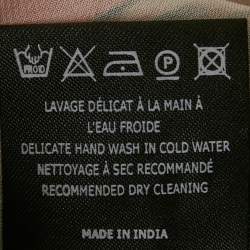 FROID
P
LAVAGE DÉLICAT À LA MAIN À
L'EAU FROIDE
DELICATE HAND WASH IN COLD WATER
NETTOYAGE À SEC RECOMMANDÉ
RECOMMENDED DRY CLEANING
MADE IN INDIA